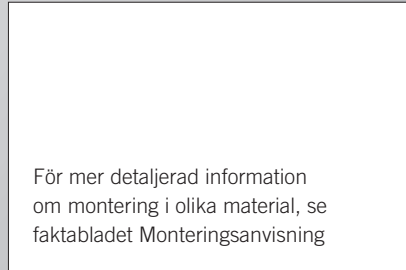 För mer detaljerad information
om montering i olika material, se
faktabladet Monteringsanvisning